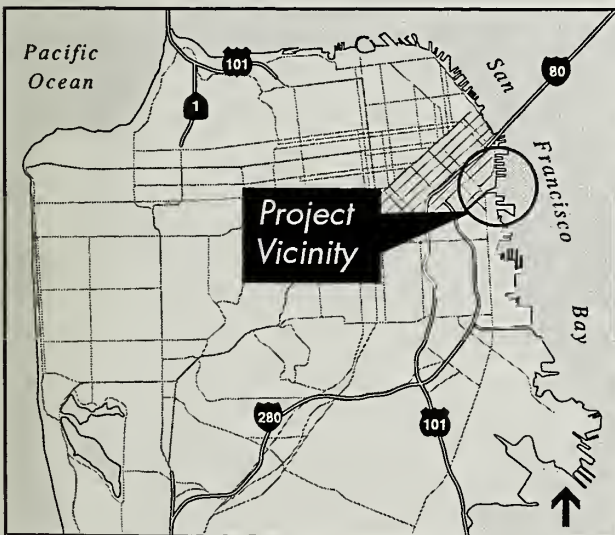 Pacific
Ocean
101
1
San
80
Francisco
Project
Vicinity
Bay
280
101